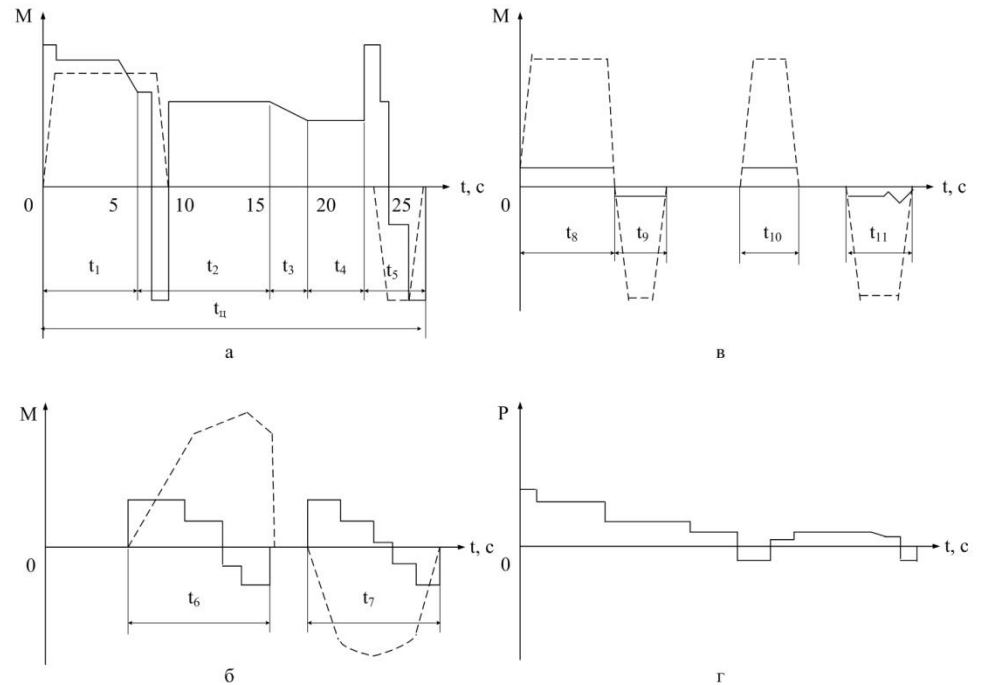 М
t, с
0
5
10
15
20
25
t₁
t₂
t₃
t₄
t₅
tц
а
М
t, с
0
t₈
t₉
t₁₀
t₁₁
в
М
t, с
0
t₆
t₇
б
Р
t, с
0
г